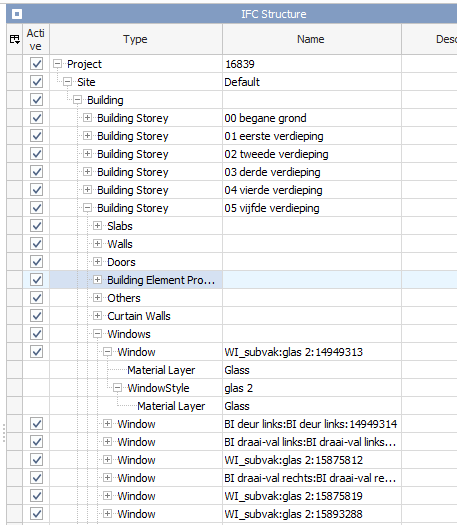 IFC Structure
Acti ve Type Name Desc
Project 16839
Site Default
Building
Building Storey 00 begane grond
Building Storey 01 eerste verdieping
Building Storey 02 tweede verdieping
Building Storey 03 derde verdieping
Building Storey 04 vierde verdieping
Building Storey 05 vijfde verdieping
Slabs
Walls
Doors
Building Element Pro...
Others
Curtain Walls
Windows
Window WI_subvak:glas 2:14949313
Material Layer Glass
WindowStyle glas 2
Material Layer Glass
Window BI deur links:BI deur links:14949314
Window BI draai-val links:BI draai-val links...
Window WI_subvak:glas 2:15875812
Window BI draai-val rechts:BI draai-val re...
Window WI_subvak:glas 2:15875819
Window WI_subvak:glas 2:15893288